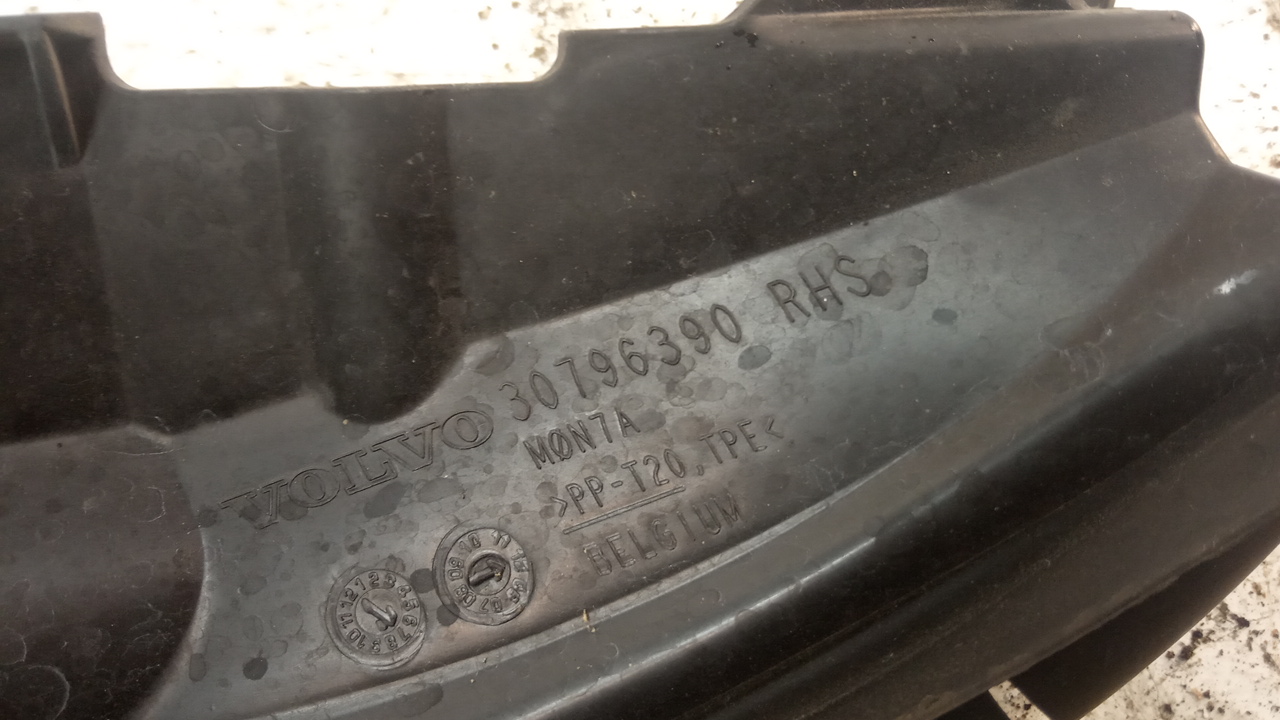 VOLVO 30796390 RHS
MØN7A
>PP-T20,TPE<
BELGIUM